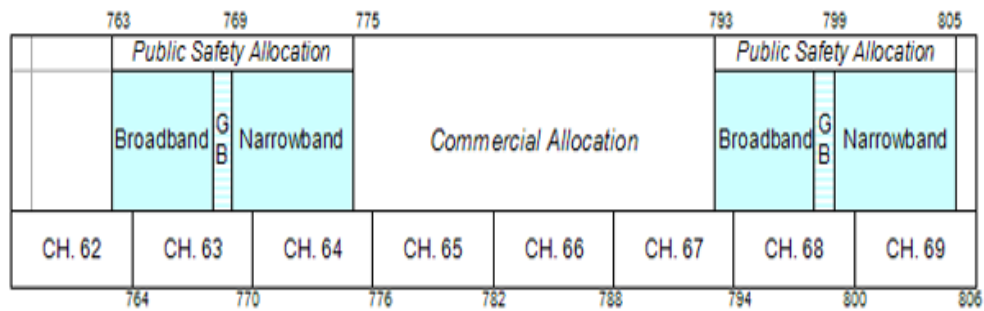 763 769 775 793 799 805
Public Safety Allocation Public Safety Allocation
Broadband GB Narrowband Commercial Allocation Broadband GB Narrowband
CH. 62 CH. 63 CH. 64 CH. 65 CH. 66 CH. 67 CH. 68 CH. 69
764 770 776 782 788 794 800 806